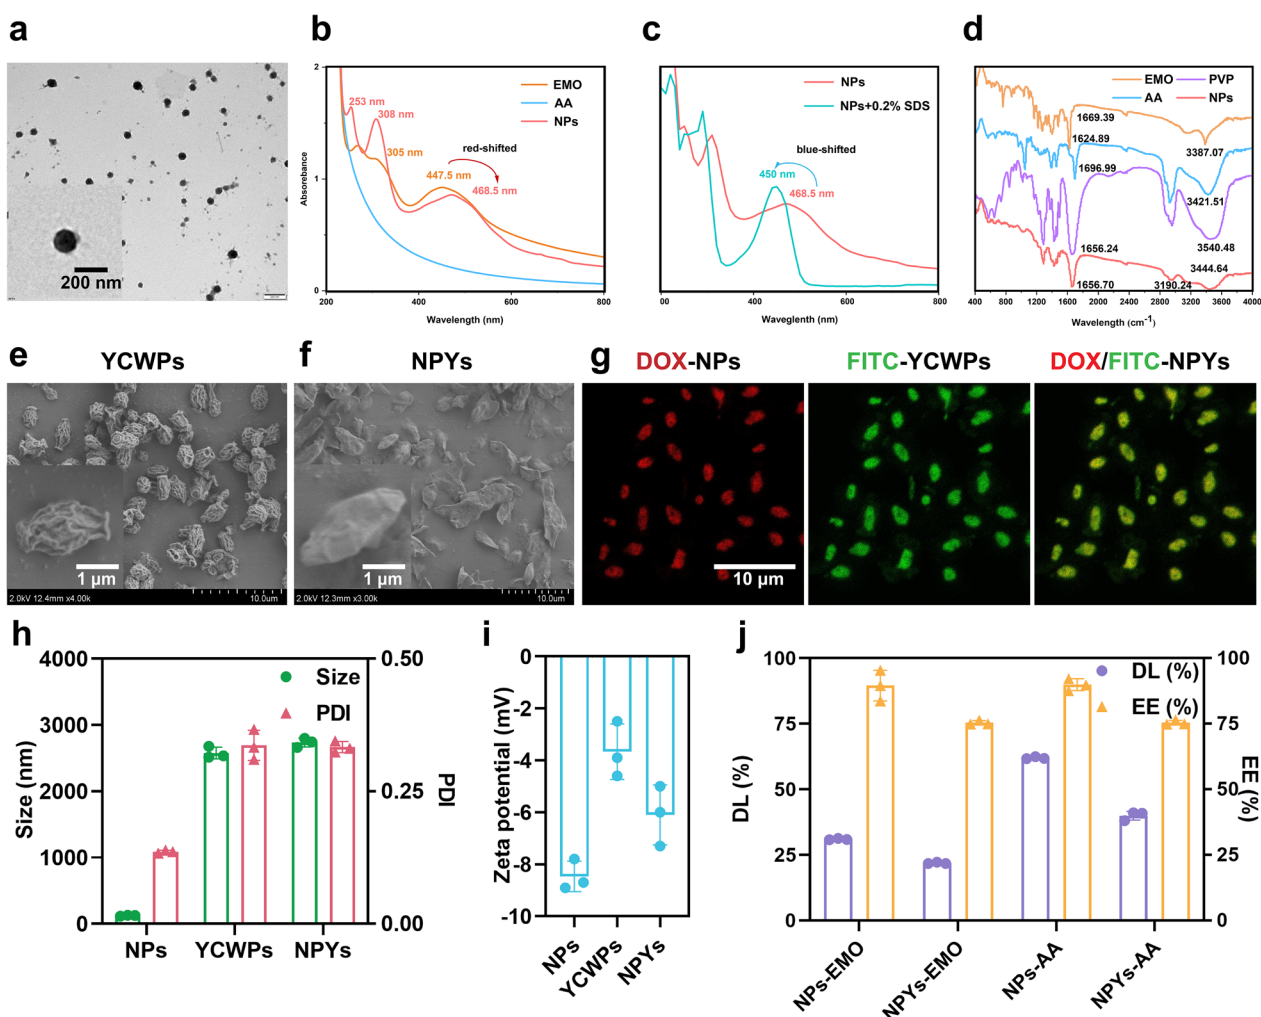 a
200 nm
b
2
1
0
Absorebance
253 nm
308 nm
305 nm
447.5 nm
red-shifted
468.5 nm
EMO
AA
NPs
200
400
600
800
Wavelength (nm)
c
NPs
NPs+0.2% SDS
blue-shifted
450 nm
468.5 nm
00
400
600
800
Waveglenth (nm)
d
EMO
PVP
AA
NPs
1669.39
1624.89
3387.07
1696.99
3421.51
1656.24
3540.48
3444.64
1656.70
3190.24
400 800 1200 1600 2000 2400 2800 3200 3600 4000
Wavelength (cm-1)
e
YCWPs
1 μm
2.0kV 12.4mm x4.00k
10.0um
f
NPYs
1 μm
2.0kV 12.3mm x3.00k
10.0um
g
DOX-NPs
FITC-YCWPs
DOX/FITC-NPYs
10 μm
h
4000
3000
2000
1000
0
Size (nm)
Size
PDI
0.50
0.25
0.00
PDI
NPs
YCWPs
NPYs
i
0
-2
-4
-6
-8
-10
Zeta potential (mV)
NPs
YCWPs
NPYs
j
100
75
50
25
0
DL (%)
DL (%)
EE (%)
100
75
50
25
0
EE (%)
NPs-EMO
NPYs-EMO
NPs-AA
NPYs-AA